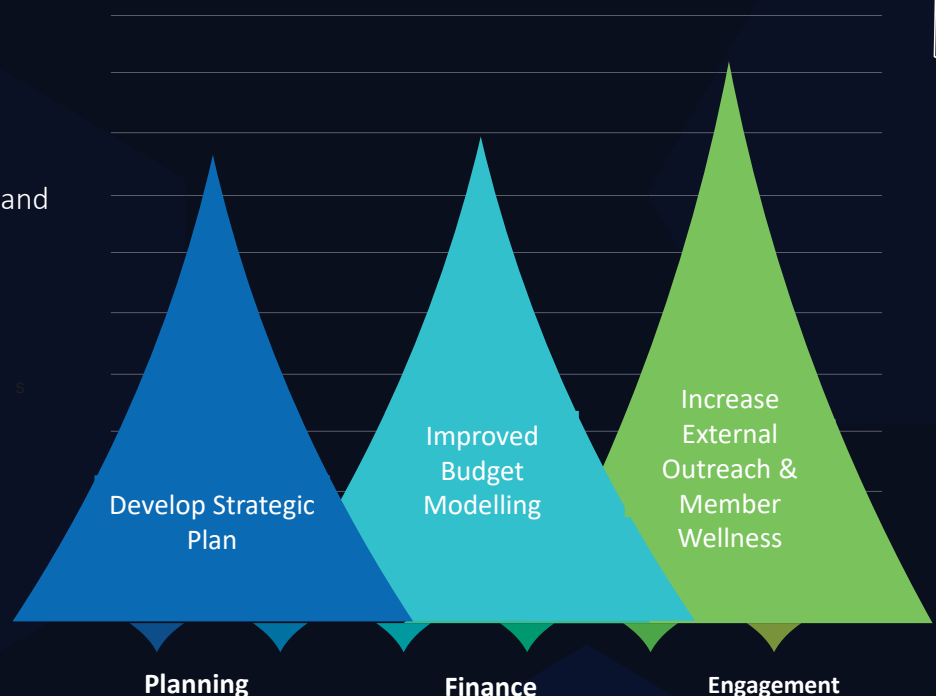 and
s
Develop Strategic
Plan
Improved
Budget
Modelling
Increase
External
Outreach &
Member
Wellness
Planning
Finance
Engagement